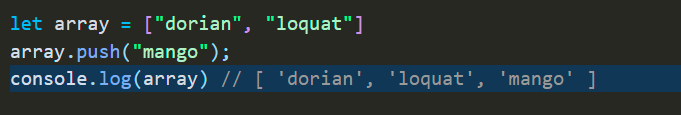 let array = ["dorian", "loquat"]
array.push("mango");
console.log(array) // [ 'dorian', 'loquat', 'mango' ]